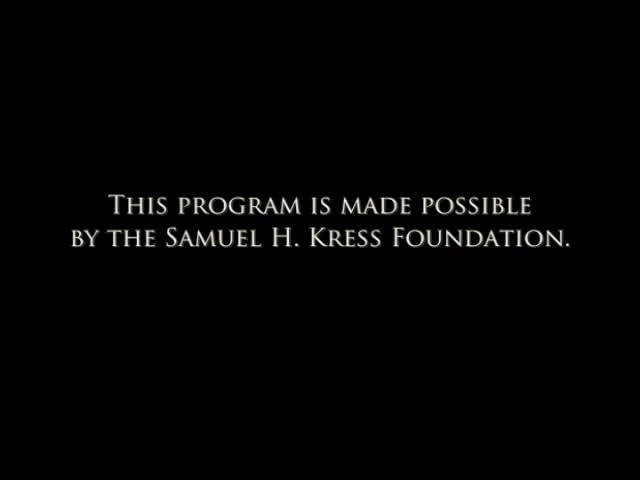 This program is made possible
by the Samuel H. Kress Foundation.